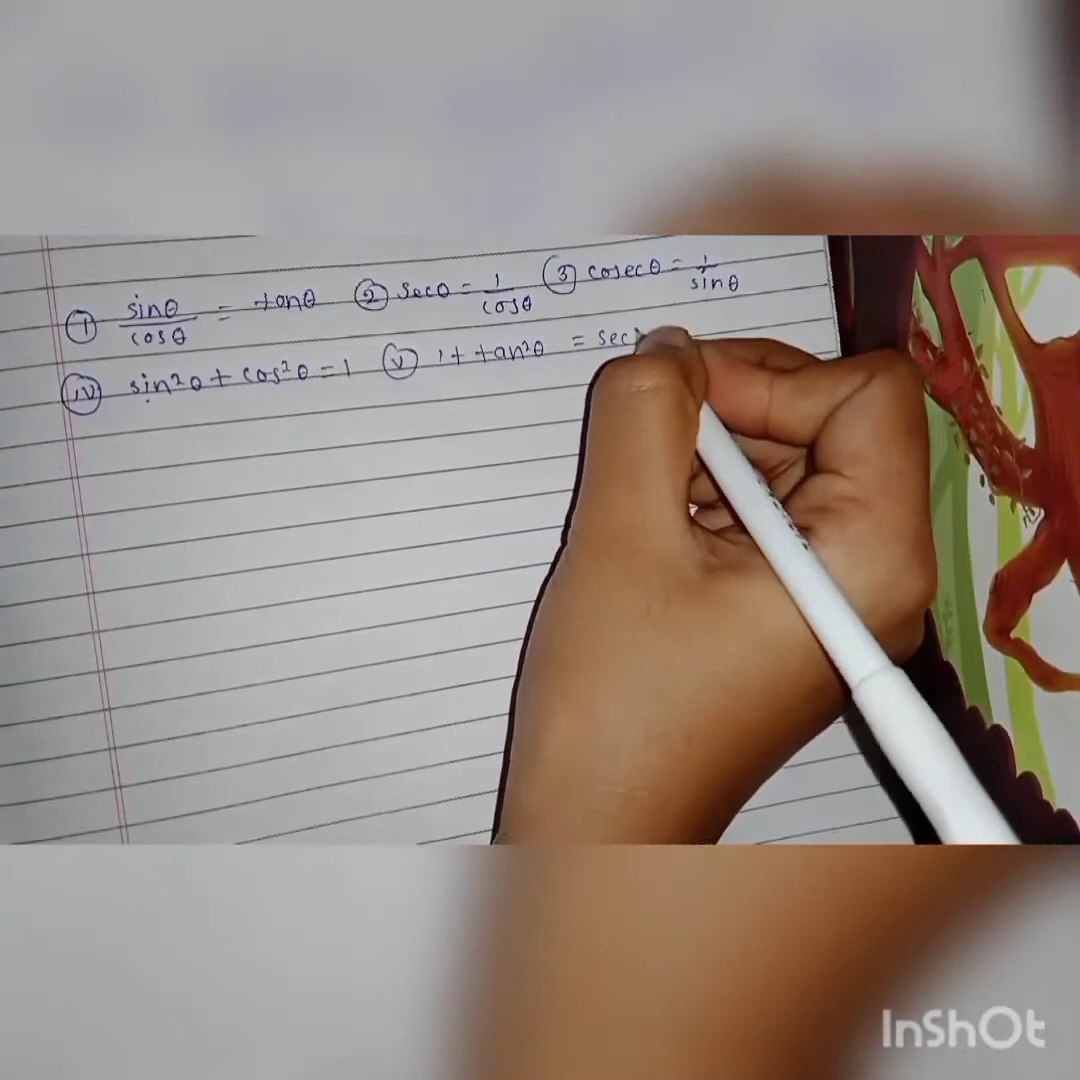 ① sinθ/cosθ = tanθ ② secθ = 1/cosθ ③ cosecθ = 1/sinθ
(iv) sin²θ + cos²θ = 1 (v) 1 + tan²θ = sec
InShOt